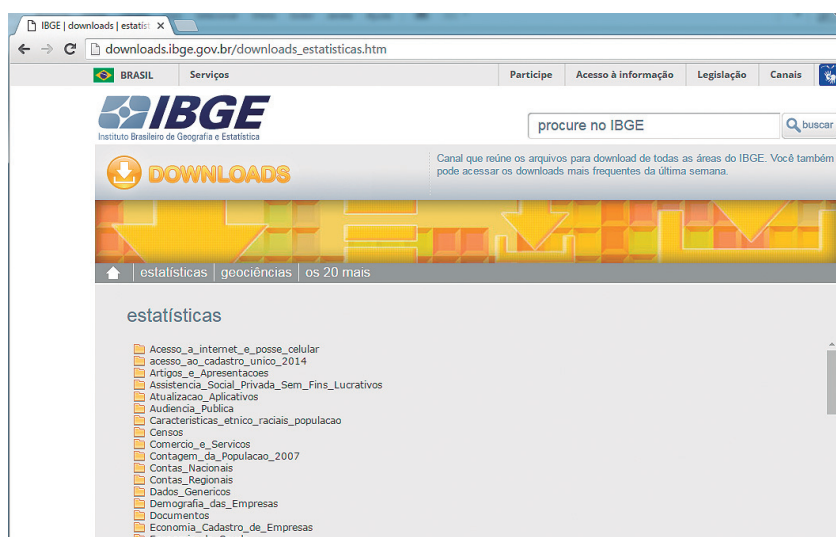 IBGE | downloads | estatíst
downloads.ibge.gov.br/downloads_estatisticas.htm
BRASIL Serviços Participe Acesso à informação Legislação Canais
IBGE
Instituto Brasileiro de Geografia e Estatística
procure no IBGE buscar
DOWNLOADS
Canal que reúne os arquivos para download de todas as áreas do IBGE. Você também
pode acessar os downloads mais frequentes da última semana.
estatísticas geociências os 20 mais
estatísticas
Acesso_a_internet_e_posse_celular
acesso_ao_cadastro_unico_2014
Artigos_e_Apresentacoes
Assistencia_Social_Privada_Sem_Fins_Lucrativos
Atualizacao_Aplicativos
Audiencia_Publica
Caracteristicas_etnico_raciais_populacao
Censos
Comercio_e_Servicos
Contagem_da_Populacao_2007
Contas_Nacionais
Contas_Regionais
Dados_Genericos
Demografia_das_Empresas
Documentos
Economia_Cadastro_de_Empresas